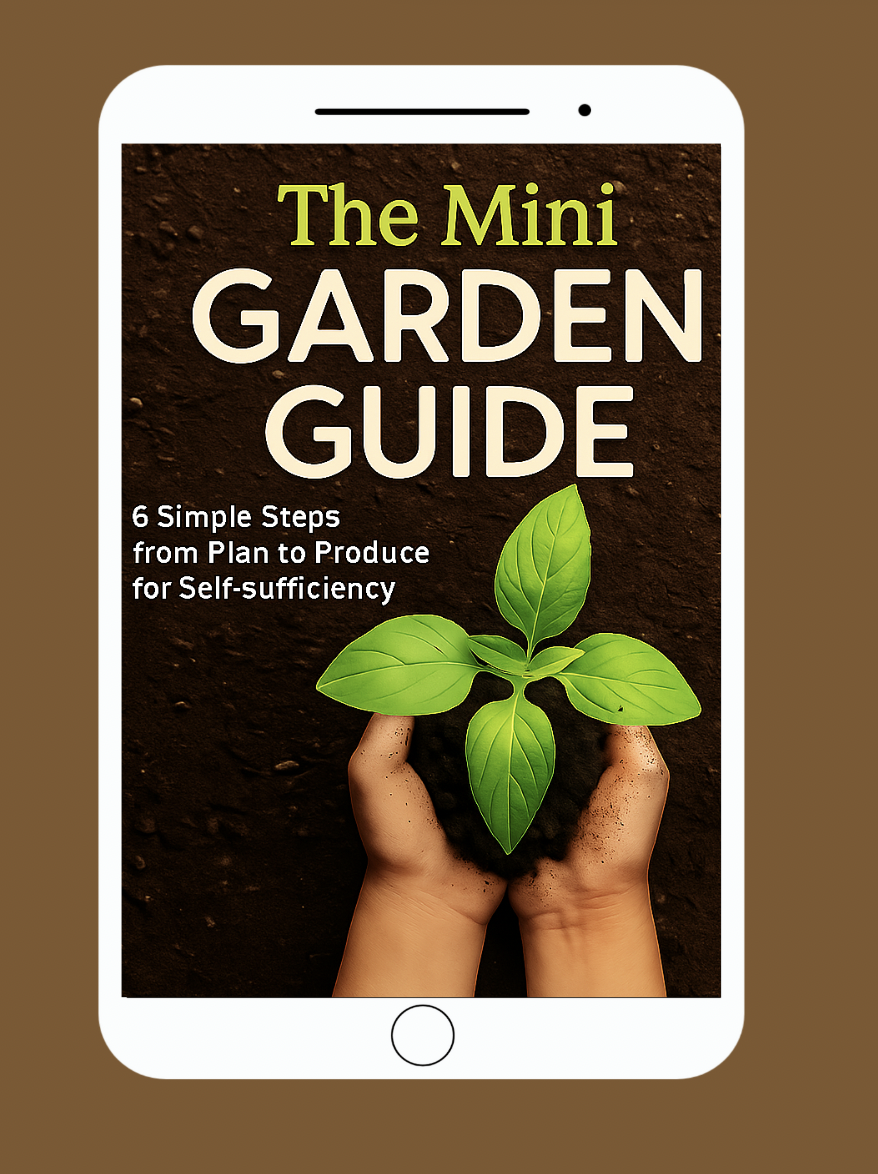 The Mini
GARDEN
GUIDE
6 Simple Steps
from Plan to Produce
for Self-sufficiency